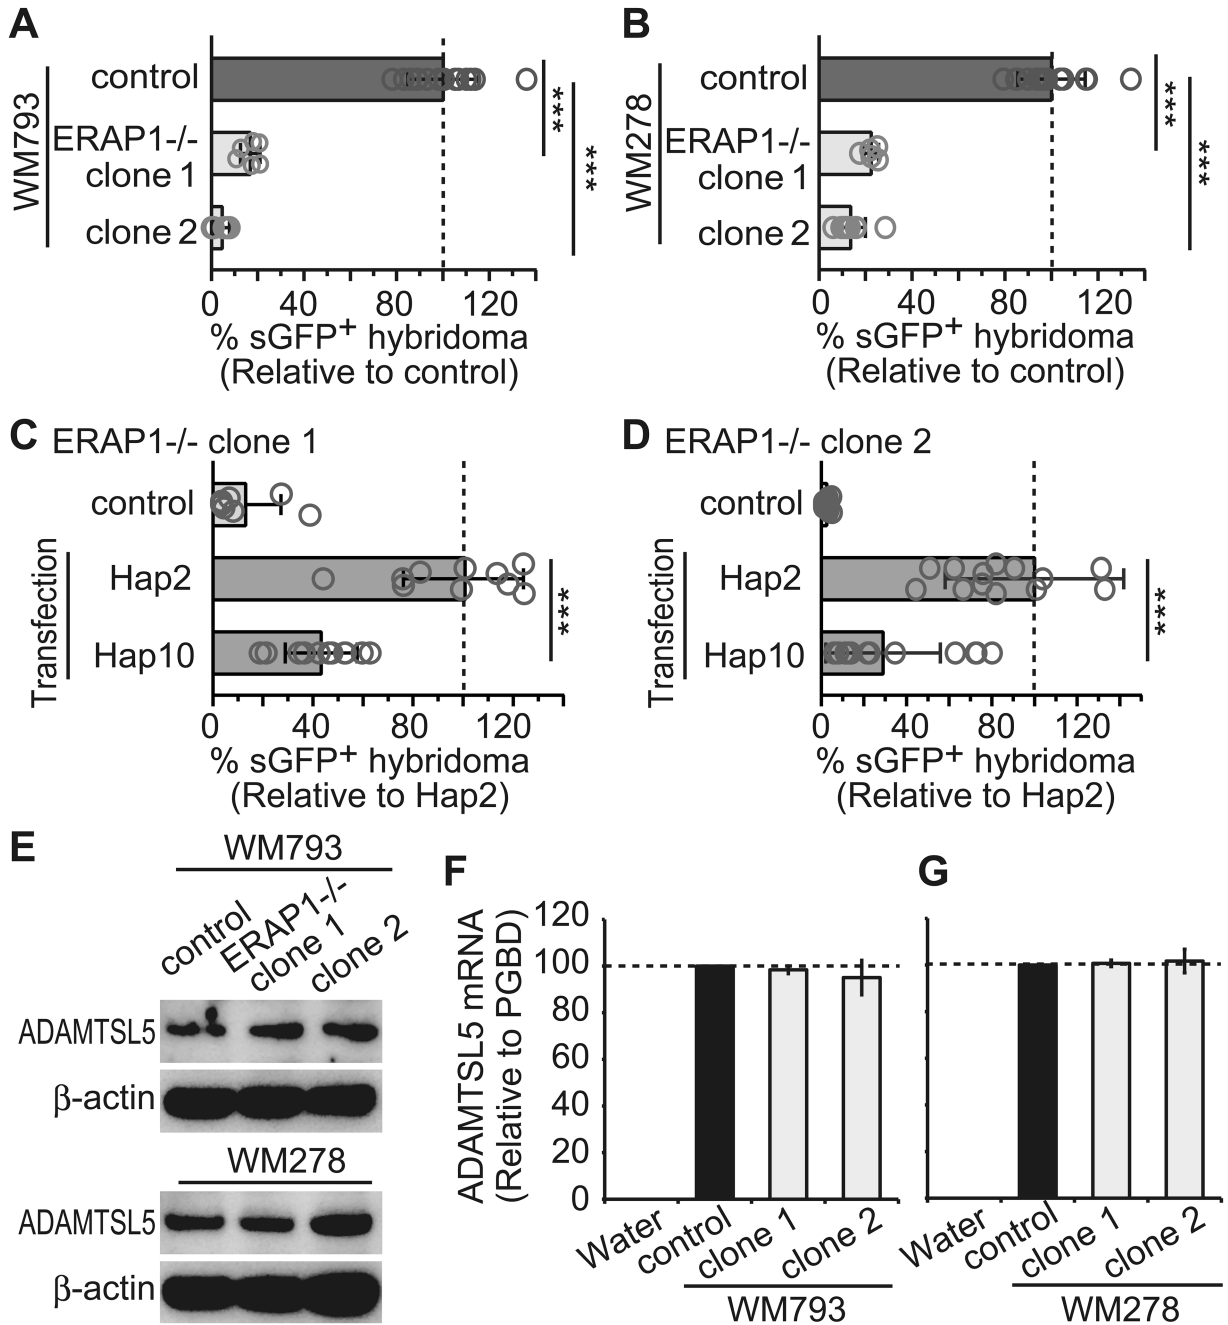 A
WM793
control
ERAP1-/-
clone 1
clone 2
***
***
0 40 80 120
% sGFP+ hybridoma
(Relative to control)
B
WM278
control
ERAP1-/-
clone 1
clone 2
***
***
0 40 80 120
% sGFP+ hybridoma
(Relative to control)
C ERAP1-/- clone 1
control
Transfection
Hap2
Hap10
***
0 40 80 120
% sGFP+ hybridoma
(Relative to Hap2)
D ERAP1-/- clone 2
control
Transfection
Hap2
Hap10
***
0 40 80 120
% sGFP+ hybridoma
(Relative to Hap2)
E
WM793
control
ERAP1-/-
clone 1
clone 2
ADAMTSL5
β-actin
WM278
ADAMTSL5
β-actin
F
ADAMTSL5 mRNA
(Relative to PGBD)
120
100
80
60
40
20
0
Water
control
clone 1
clone 2
WM793
G
Water
control
clone 1
clone 2
WM278